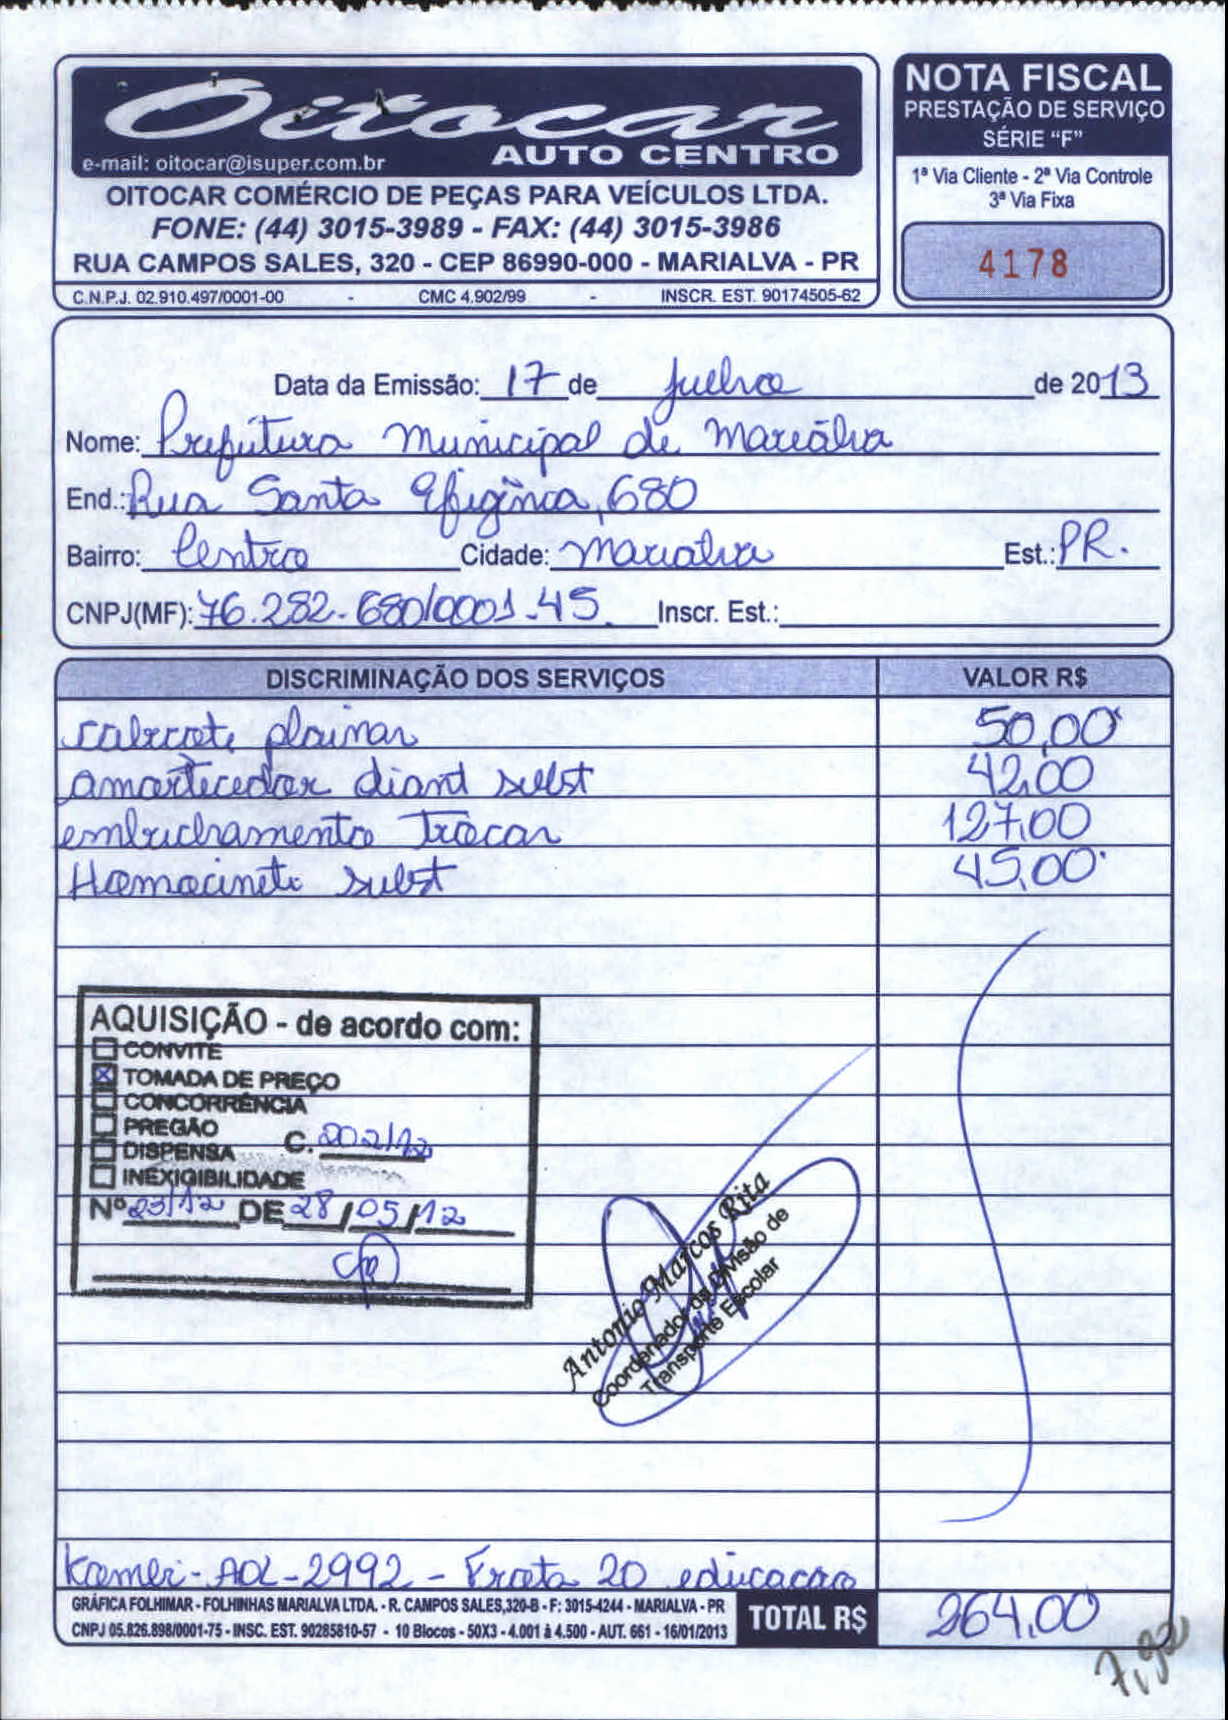 Oitocar
AUTO CENTRO
e-mail: oitocar@isuper.com.br
OITOCAR COMÉRCIO DE PEÇAS PARA VEÍCULOS LTDA.
FONE: (44) 3015-3989 - FAX: (44) 3015-3986
RUA CAMPOS SALES, 320 - CEP 86990-000 - MARIALVA - PR
C.N.P.J. 02.910.497/0001-00 - CMC 4.902/99 - INSCR. EST. 90174505-62
NOTA FISCAL
PRESTAÇÃO DE SERVIÇO
SÉRIE “F”
1ª Via Cliente - 2ª Via Controle
3ª Via Fixa
4178
Data da Emissão: 17 de Julho de 2013
Nome: Prefeitura Municipal de Marialva
End.: Rua Santa Efigênia, 680
Bairro: Centro Cidade: Marialva Est.: PR.
CNPJ(MF): 76.282.680/0001-45 Inscr. Est.:
DISCRIMINAÇÃO DOS SERVIÇOS VALOR R$
cabeçote plainar 50,00
amortecedor diant subst 42,00
embuchamento trocar 127,00
Homocineti subst 45,00
AQUISIÇÃO - de acordo com:
CONVITE
X TOMADA DE PREÇO
CONCORRÊNCIA
PREGÃO
DISPENSA C. 202/12
INEXIGIBILIDADE
Nº 23/12 DE 28/05/12
Antonio Marcos Rita
Coordenador da Divisão de
Transporte Escolar
Kombi - AOL-2992 - Frota 20 educação
GRÁFICA FOLHIMAR - FOLHINHAS MARIALVA LTDA. - R. CAMPOS SALES,320-B - F: 3015-4244 - MARIALVA - PR
CNPJ 05.826.898/0001-75 - INSC. EST. 90285810-57 - 10 Blocos - 50X3 - 4.001 à 4.500 - AUT. 661 - 16/01/2013
TOTAL R$ 264,00
7,92